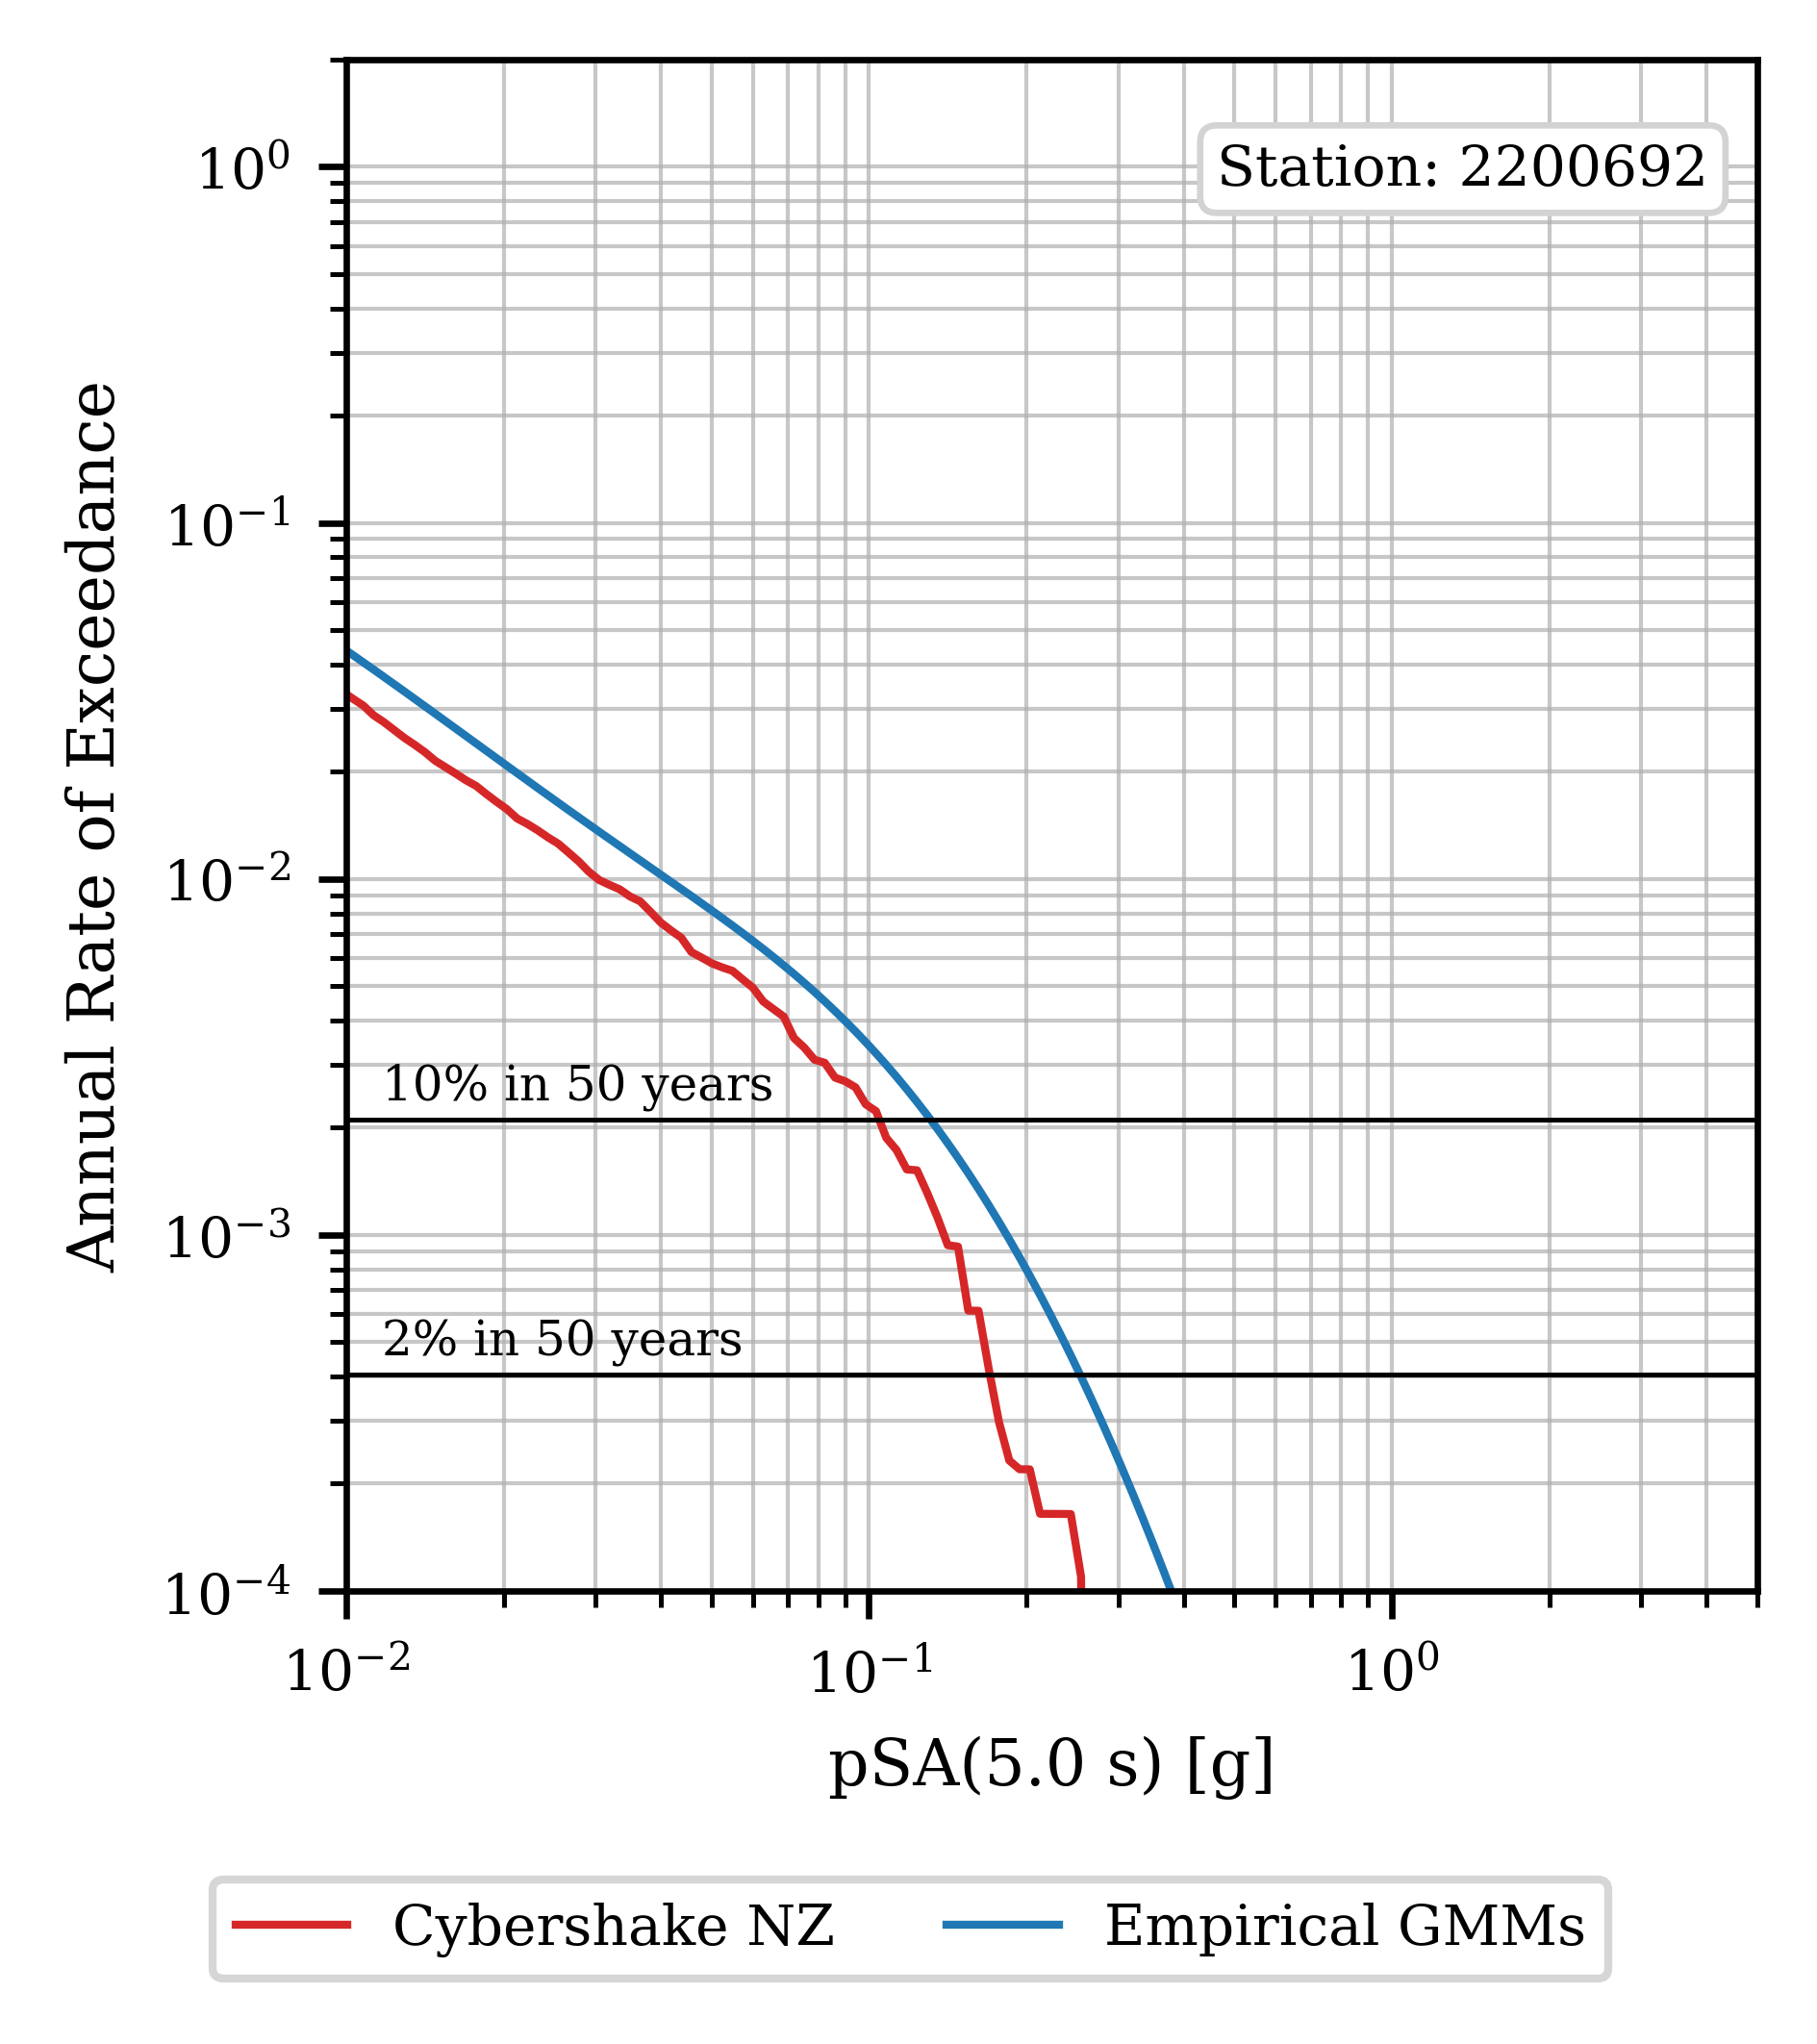 Station: 2200692
10⁰
10⁻¹
10⁻²
10⁻³
10⁻⁴
Annual Rate of Exceedance
10% in 50 years
2% in 50 years
10⁻² 10⁻¹ 10⁰
pSA(5.0 s) [g]
Cybershake NZ Empirical GMMs